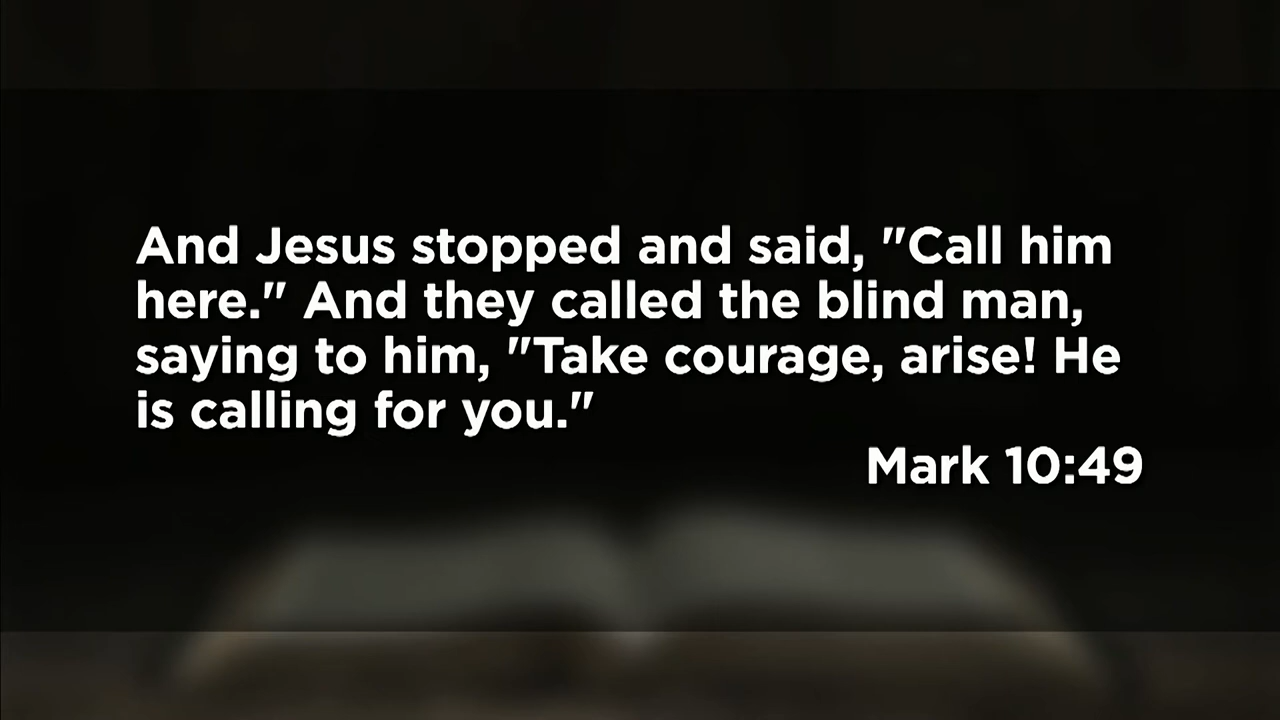 And Jesus stopped and said, "Call him
here." And they called the blind man,
saying to him, "Take courage, arise! He
is calling for you."
Mark 10:49